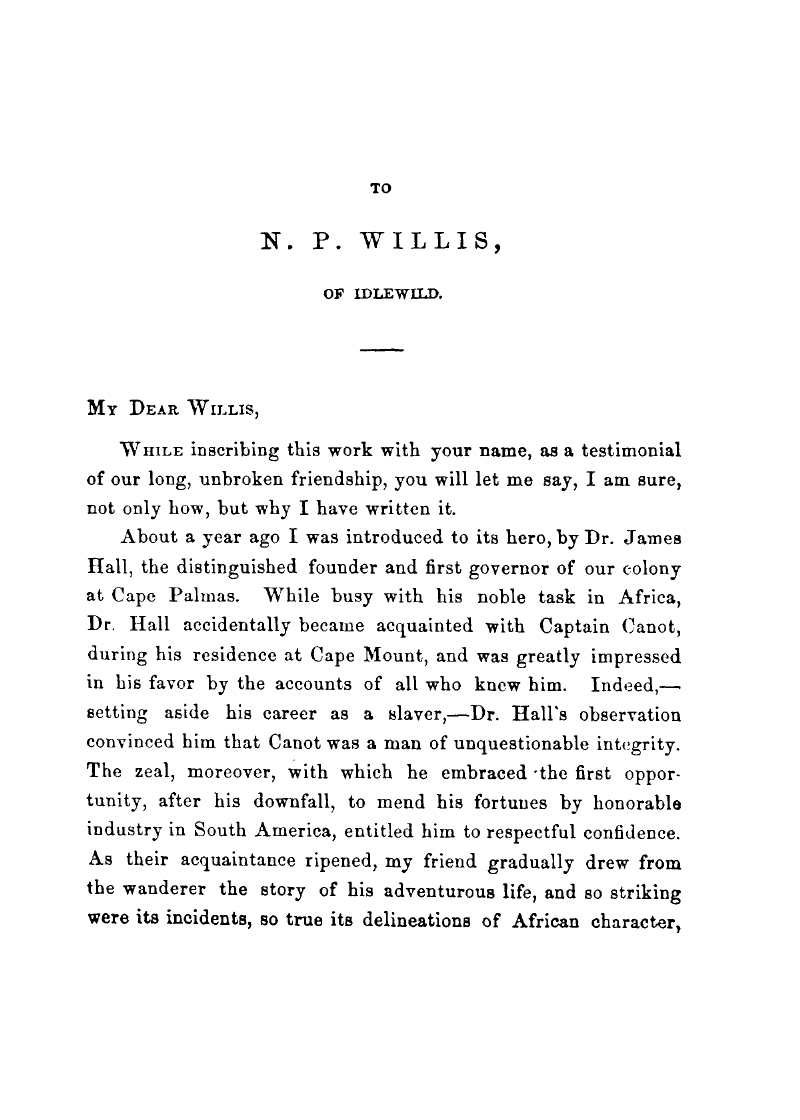 TO
N. P. WILLIS,
OF IDLEWILD.
My Dear Willis,
While inscribing this work with your name, as a testimonial
of our long, unbroken friendship, you will let me say, I am sure,
not only how, but why I have written it.
About a year ago I was introduced to its hero, by Dr. James
Hall, the distinguished founder and first governor of our colony
at Cape Palmas. While busy with his noble task in Africa,
Dr. Hall accidentally became acquainted with Captain Canot,
during his residence at Cape Mount, and was greatly impressed
in his favor by the accounts of all who knew him. Indeed,—
setting aside his career as a slaver,—Dr. Hall's observation
convinced him that Canot was a man of unquestionable integrity.
The zeal, moreover, with which he embraced the first oppor-
tunity, after his downfall, to mend his fortunes by honorable
industry in South America, entitled him to respectful confidence.
As their acquaintance ripened, my friend gradually drew from
the wanderer the story of his adventurous life, and so striking
were its incidents, so true its delineations of African character,